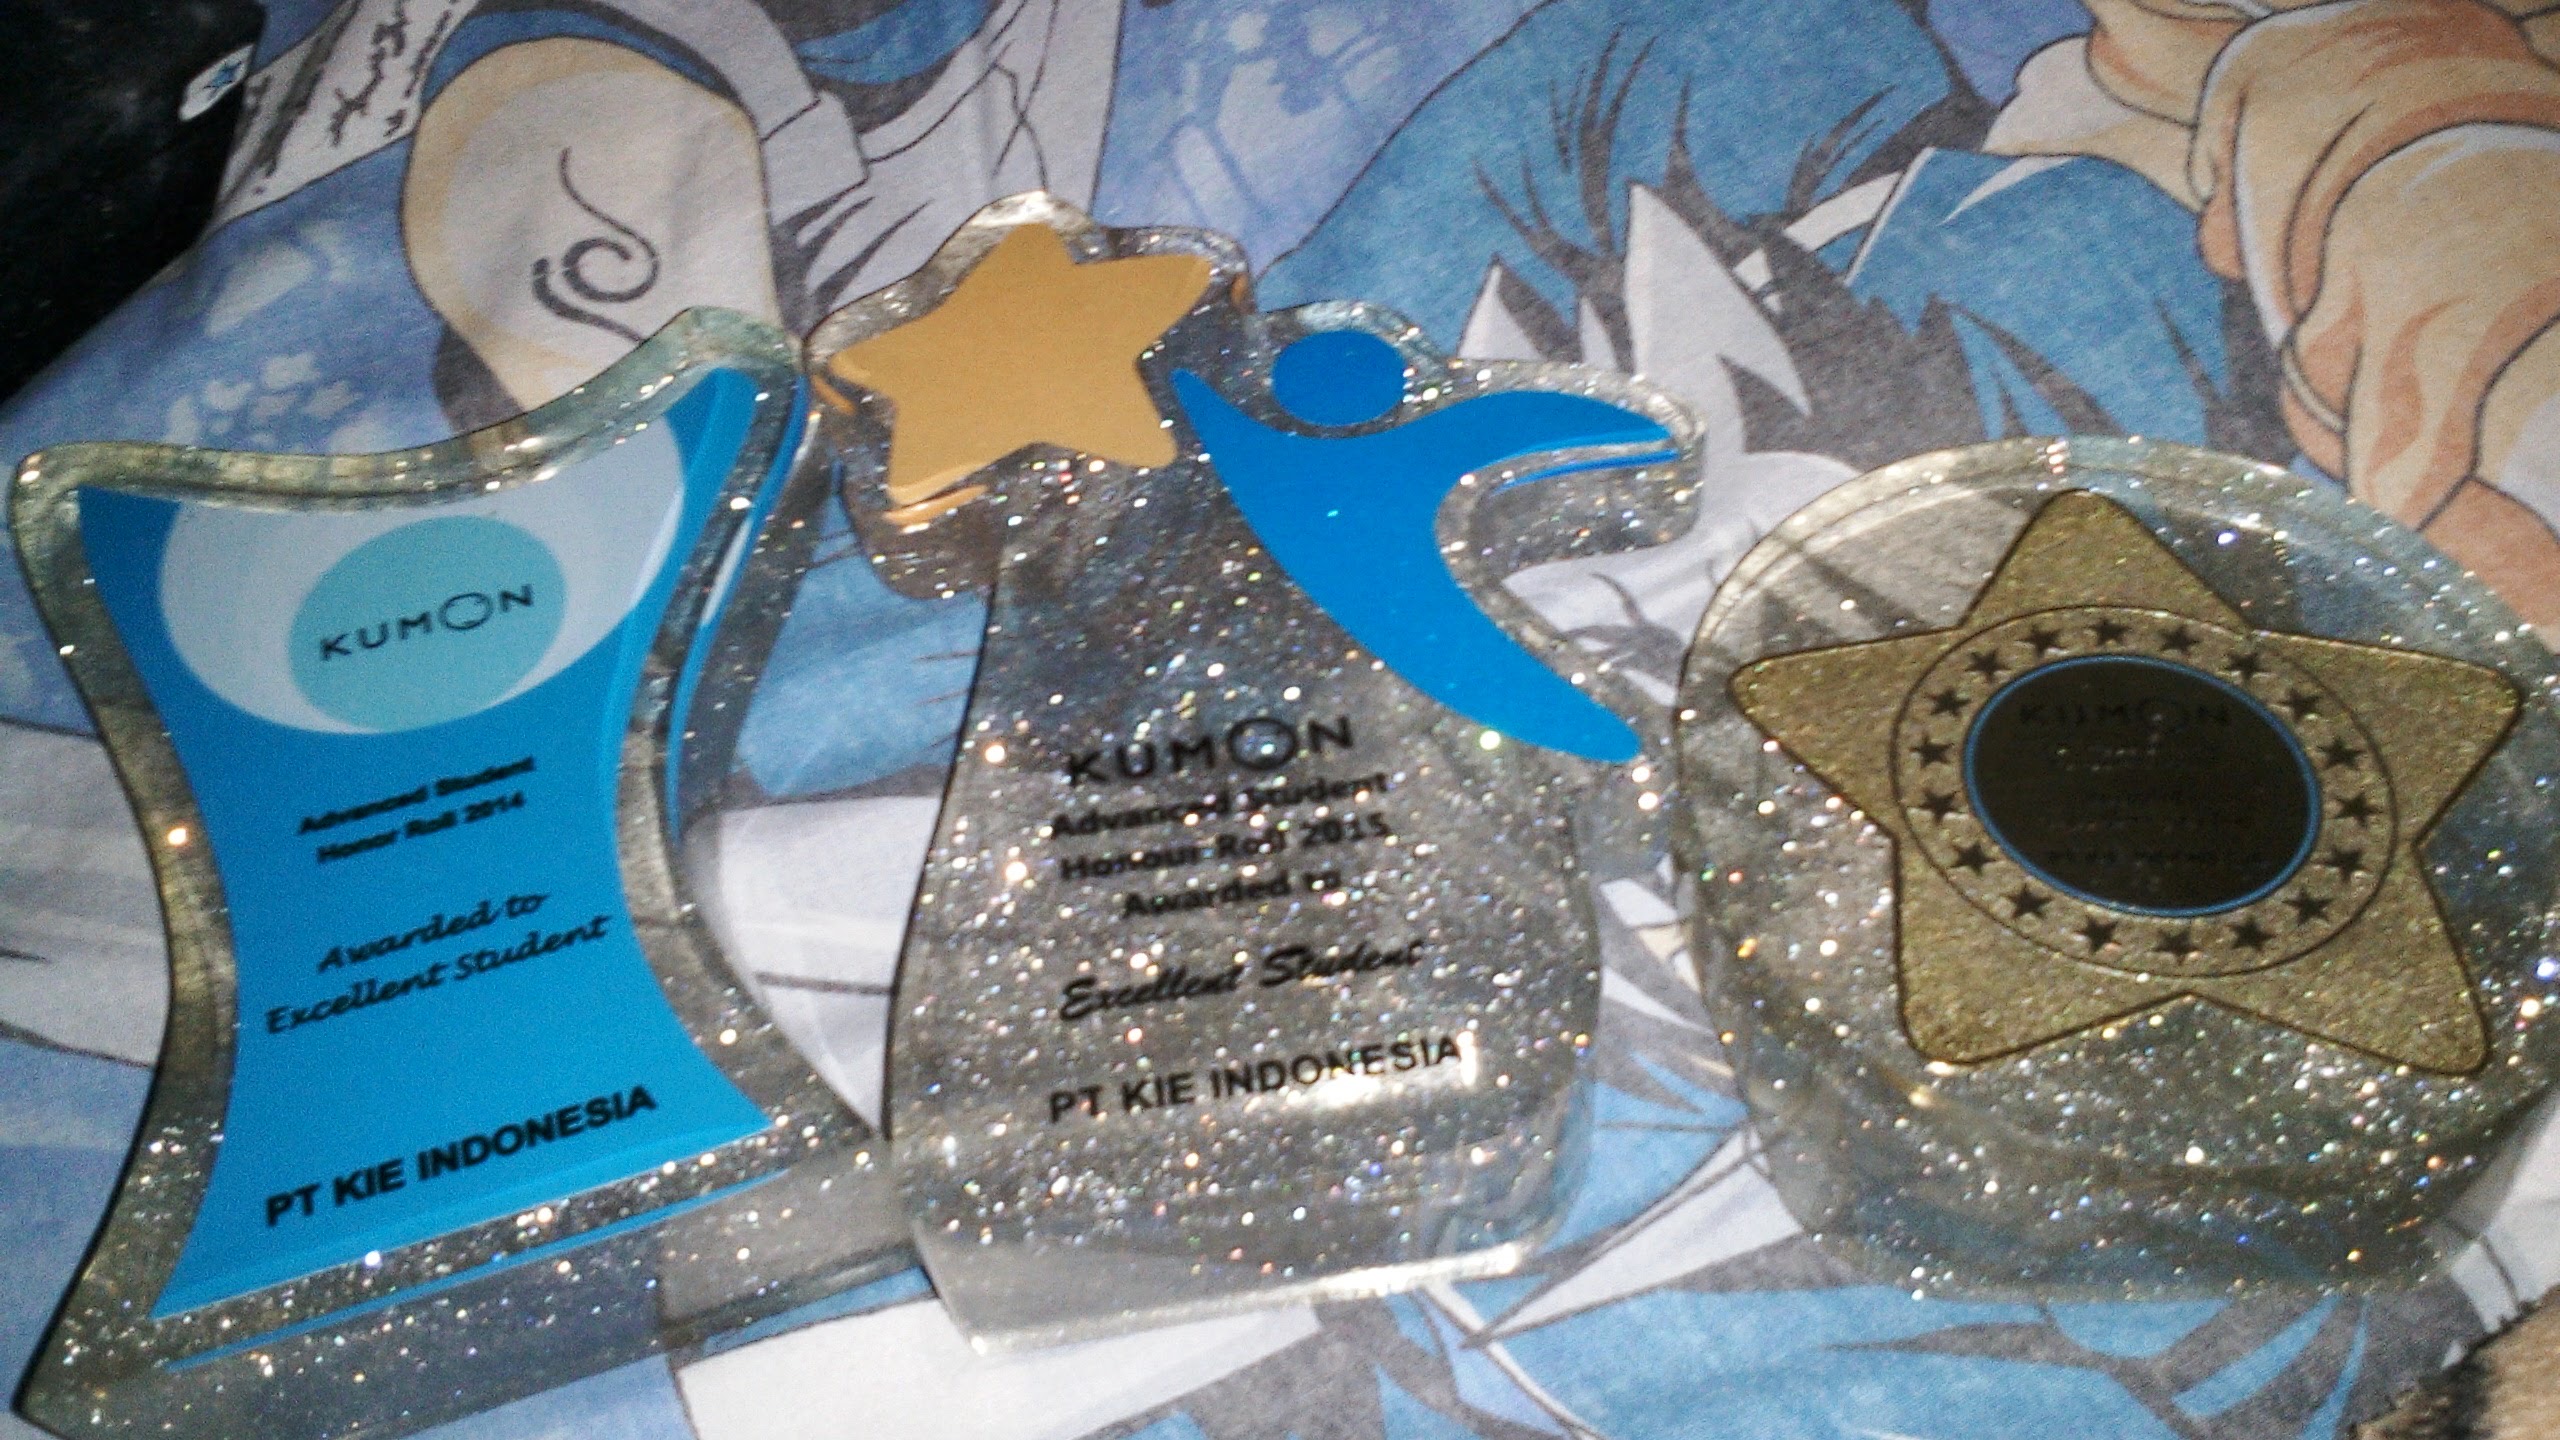 KUMON
Advanced Student
Honor Roll 2014
Awarded to
Excellent Student
PT KIE INDONESIA
KUMON
Advanced Student
Honour Roll 2015
Awarded to
Excellent Student
PT KIE INDONESIA
KUMON